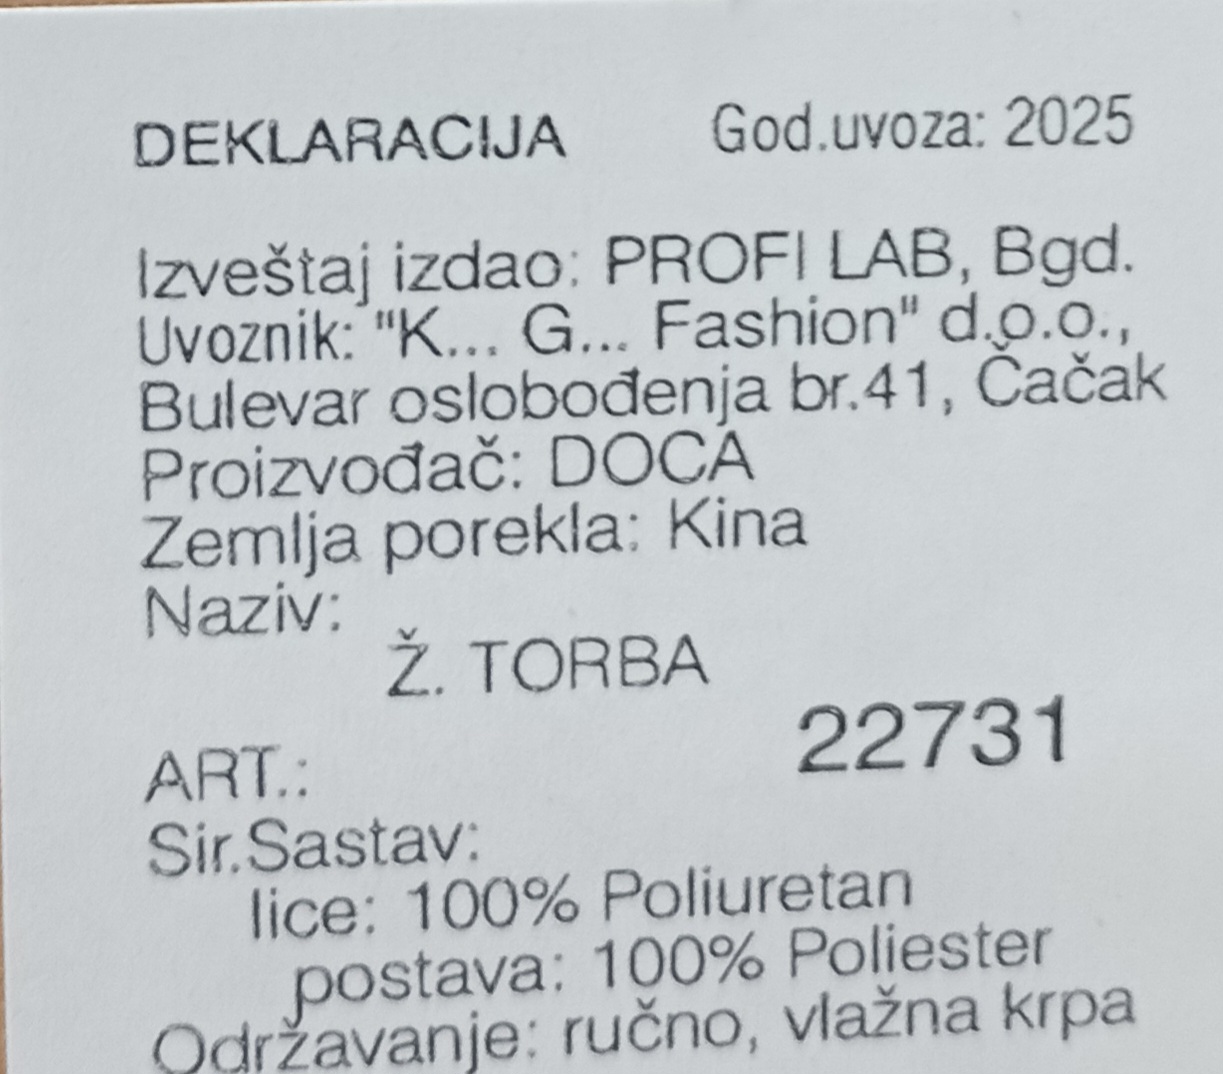 DEKLARACIJA God.uvoza: 2025
Izveštaj izdao: PROFI LAB, Bgd.
Uvoznik: "K... G... Fashion" d.o.o.,
Bulevar oslobođenja br.41, Čačak
Proizvođač: DOCA
Zemlja porekla: Kina
Naziv:
Ž. TORBA
22731
ART.:
Sir.Sastav:
lice: 100% Poliuretan
postava: 100% Poliester
Održavanje: ručno, vlažna krpa